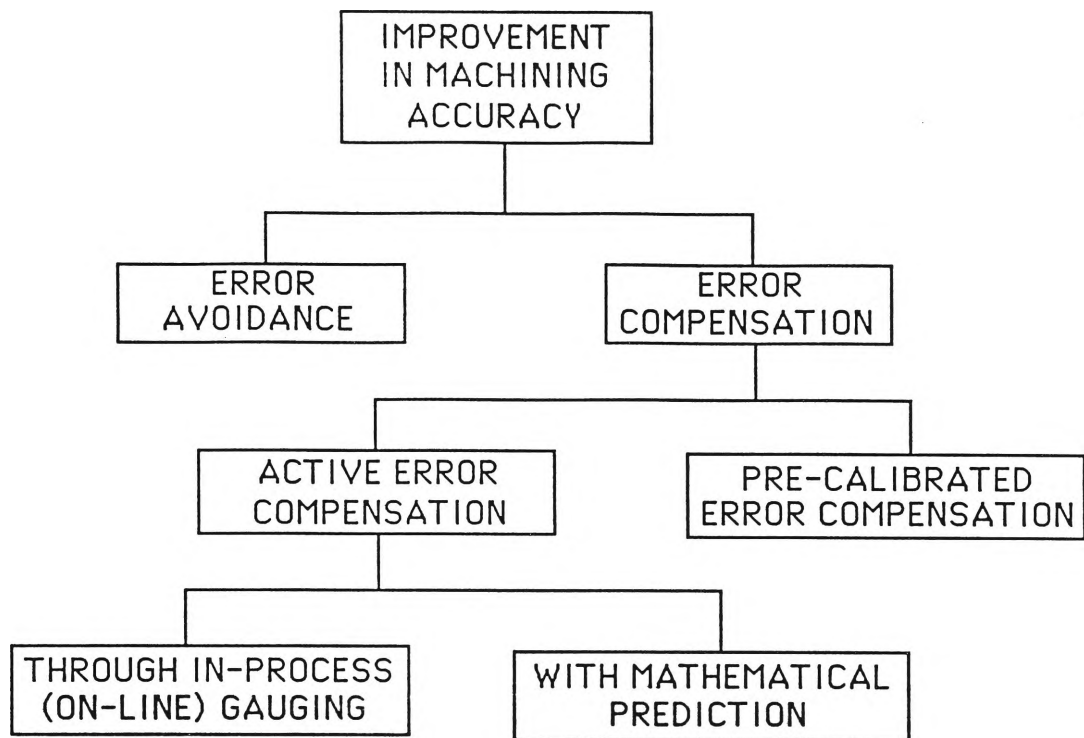 IMPROVEMENT
IN MACHINING
ACCURACY
ERROR
AVOIDANCE
ERROR
COMPENSATION
ACTIVE ERROR
COMPENSATION
PRE-CALIBRATED
ERROR COMPENSATION
THROUGH IN-PROCESS
(ON-LINE) GAUGING
WITH MATHEMATICAL
PREDICTION